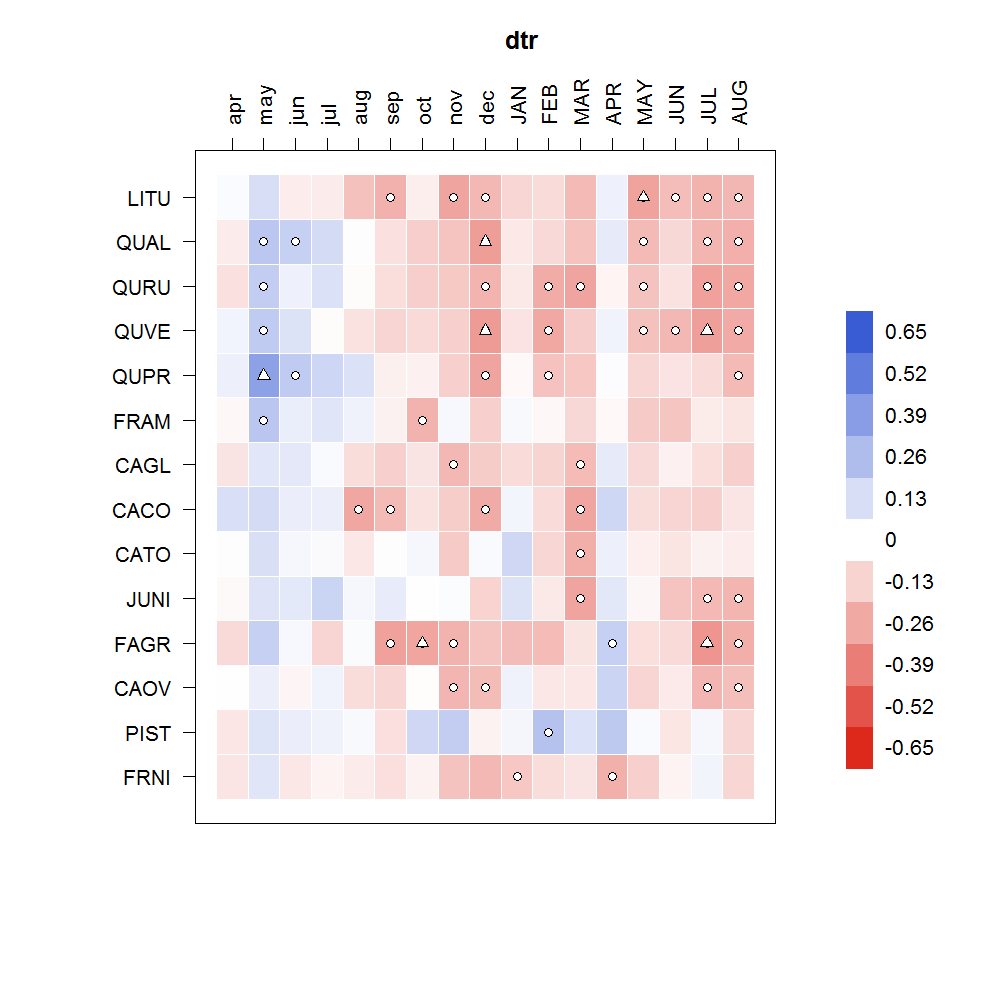 dtr
apr may jun jul aug sep oct nov dec JAN FEB MAR APR MAY JUN JUL AUG
LITU
QUAL
QURU
QUVE
QUPR
FRAM
CAGL
CACO
CATO
JUNI
FAGR
CAOV
PIST
FRNI
0.65
0.52
0.39
0.26
0.13
0
-0.13
-0.26
-0.39
-0.52
-0.65